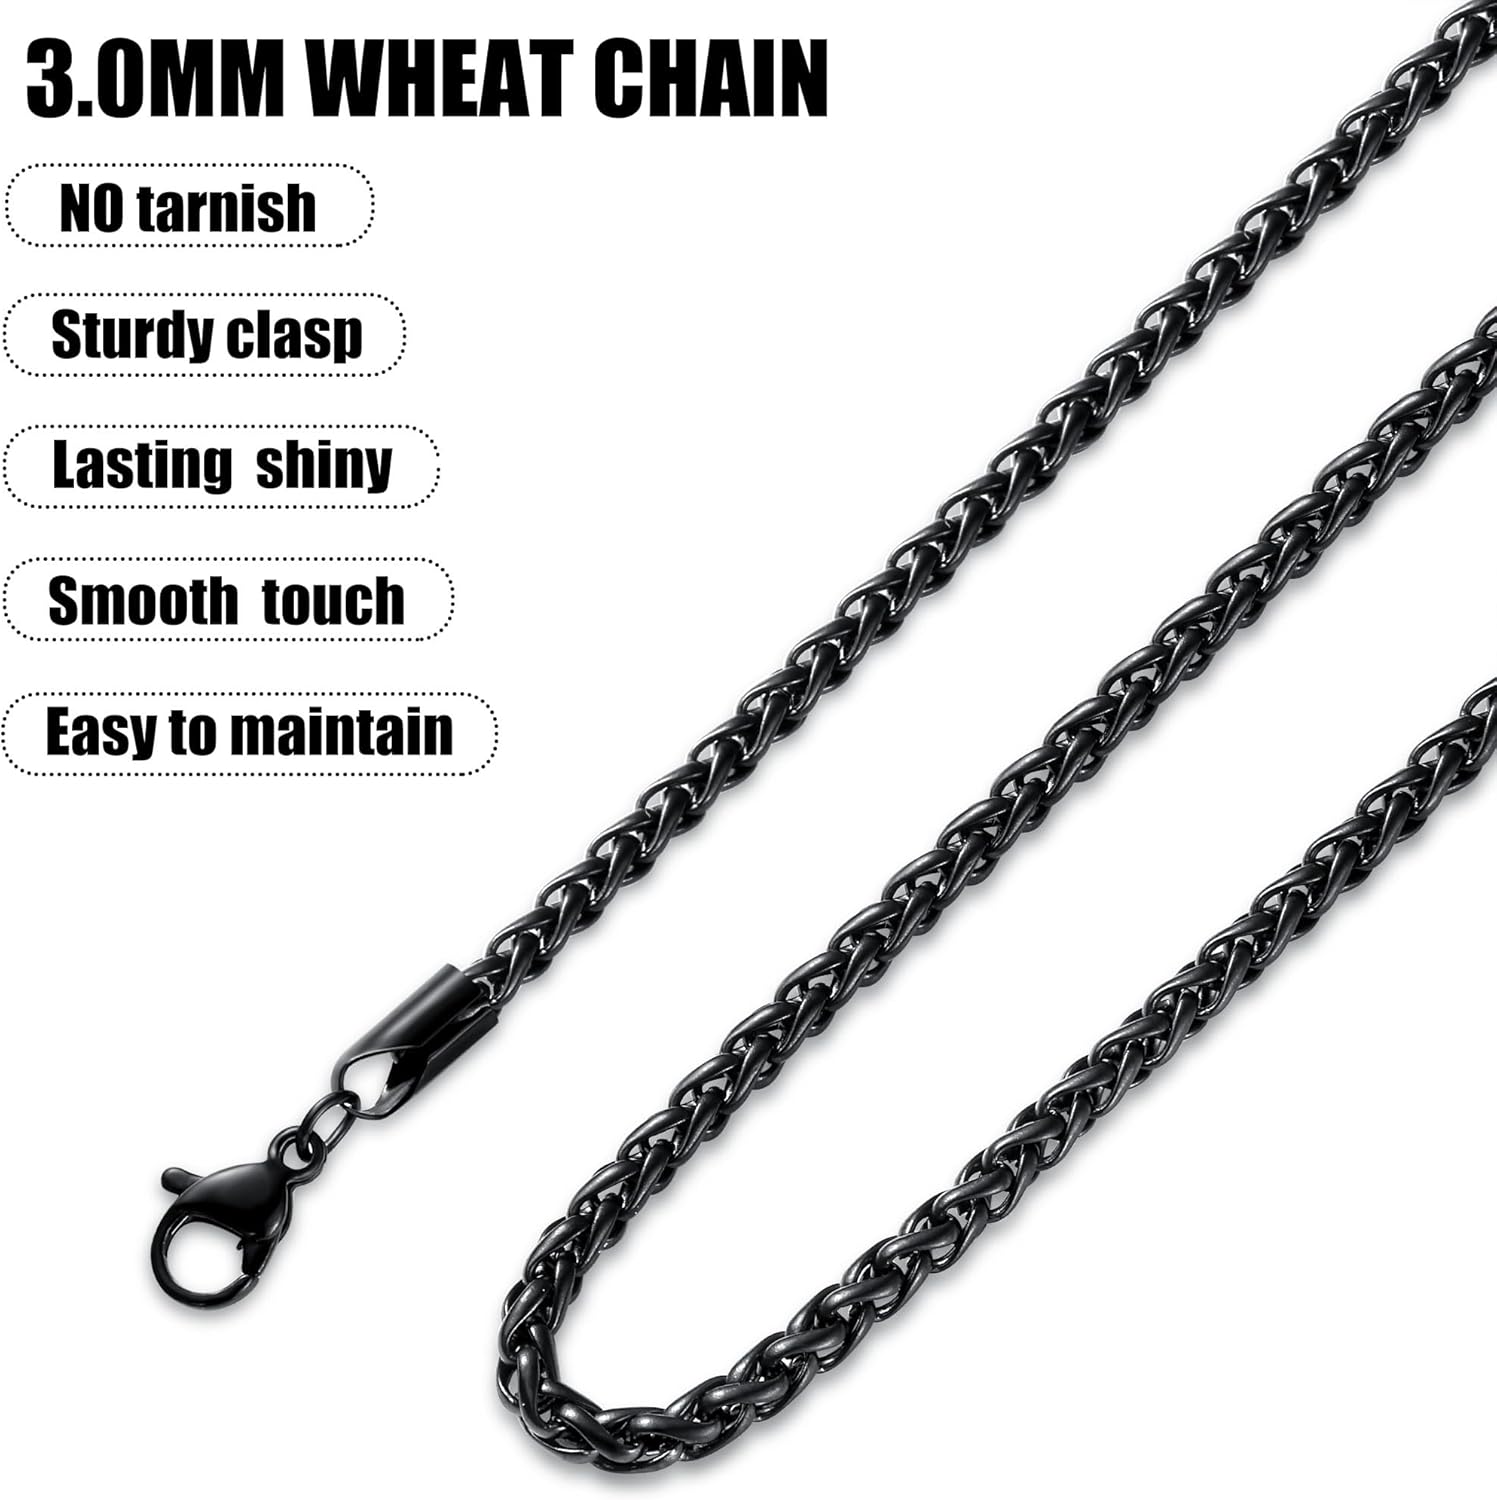 3.0MM WHEAT CHAIN
NO tarnish
Sturdy clasp
Lasting shiny
Smooth touch
Easy to maintain